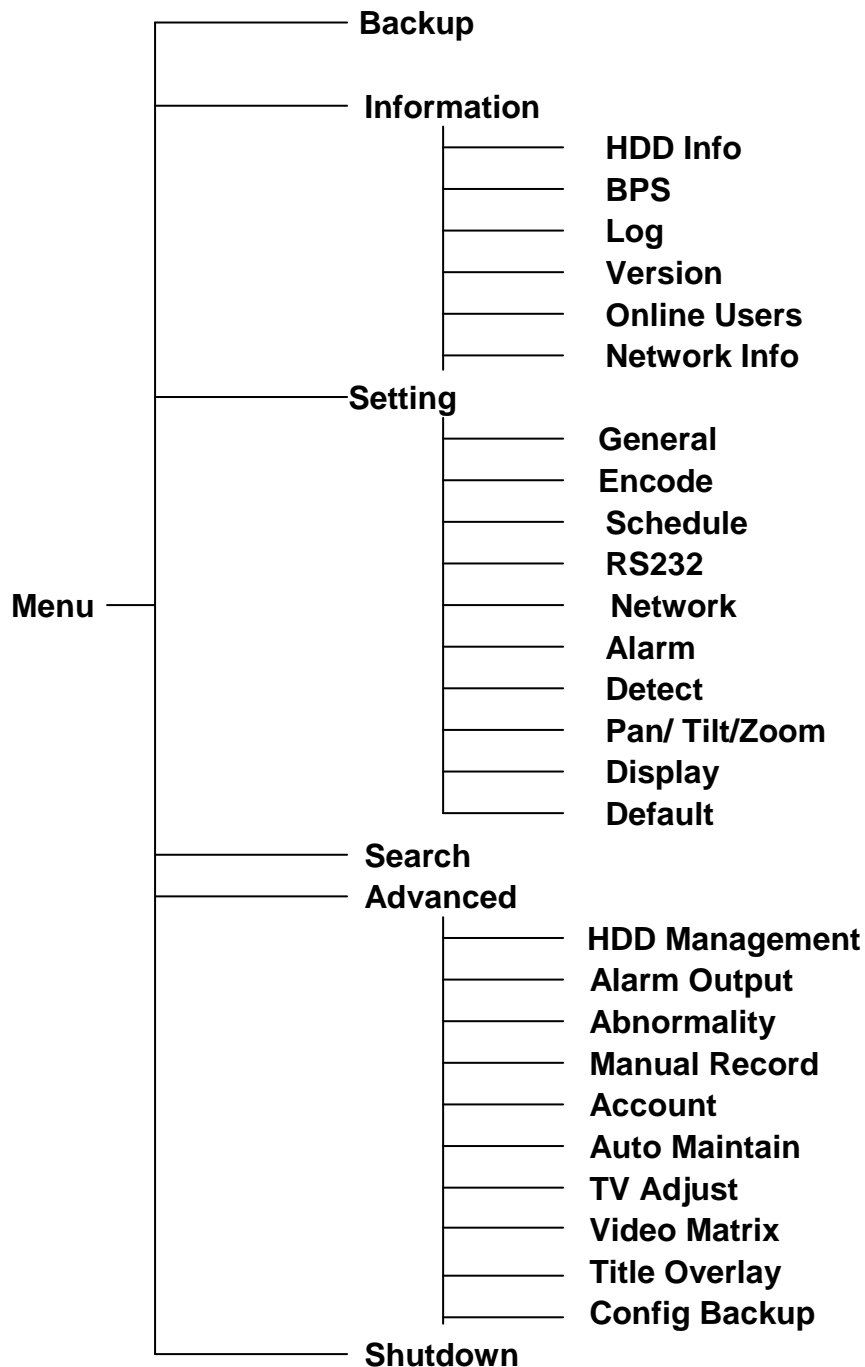 Backup
Information
HDD Info
BPS
Log
Version
Online Users
Network Info
Setting
General
Encode
Schedule
RS232
Menu
Network
Alarm
Detect
Pan/ Tilt/Zoom
Display
Default
Search
Advanced
HDD Management
Alarm Output
Abnormality
Manual Record
Account
Auto Maintain
TV Adjust
Video Matrix
Title Overlay
Config Backup
Shutdown